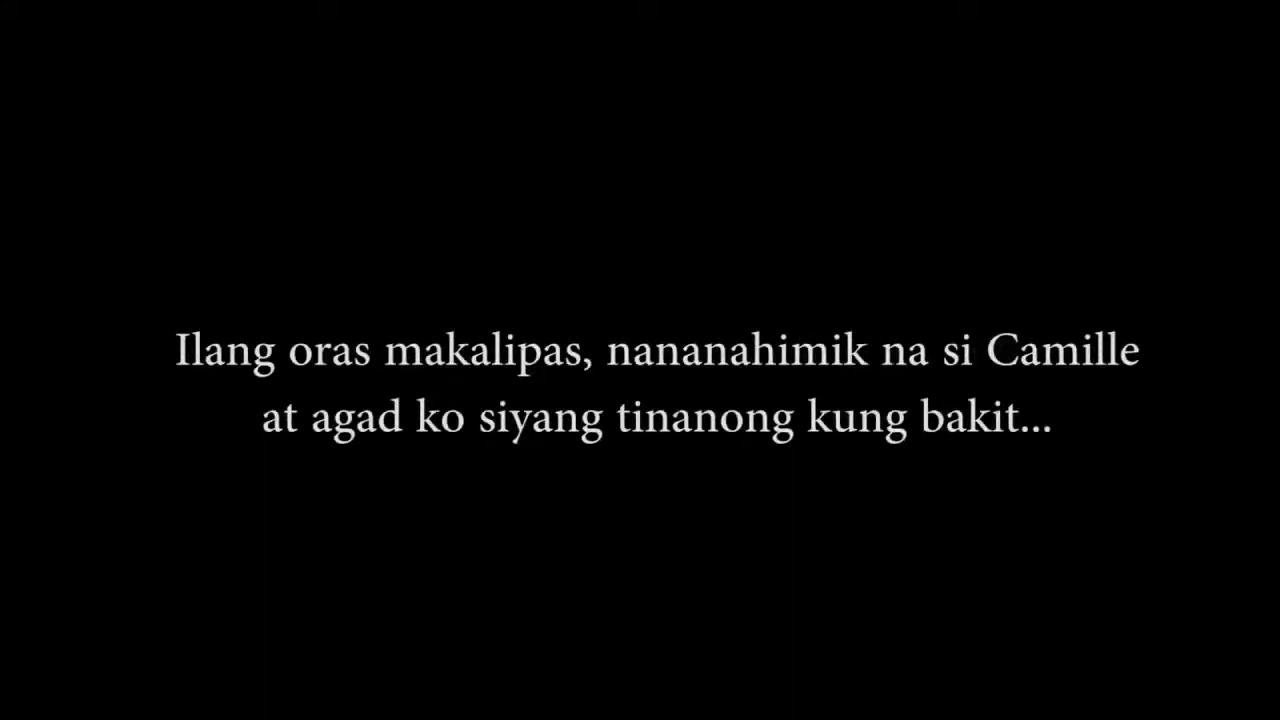 Ilang oras makalipas, nananahimik na si Camille
at agad ko siyang tinanong kung bakit...